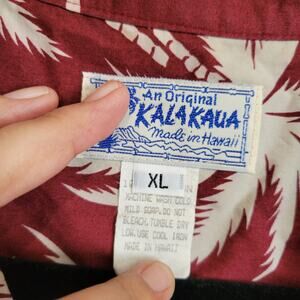 An Original
KALAKAUA
Made in Hawaii
XL
MACHINE WASH COLD
MILD SOAP. DO NOT
BLEACH. TUMBLE DRY
LOW. USE COOL IRON
MADE IN HAWAII